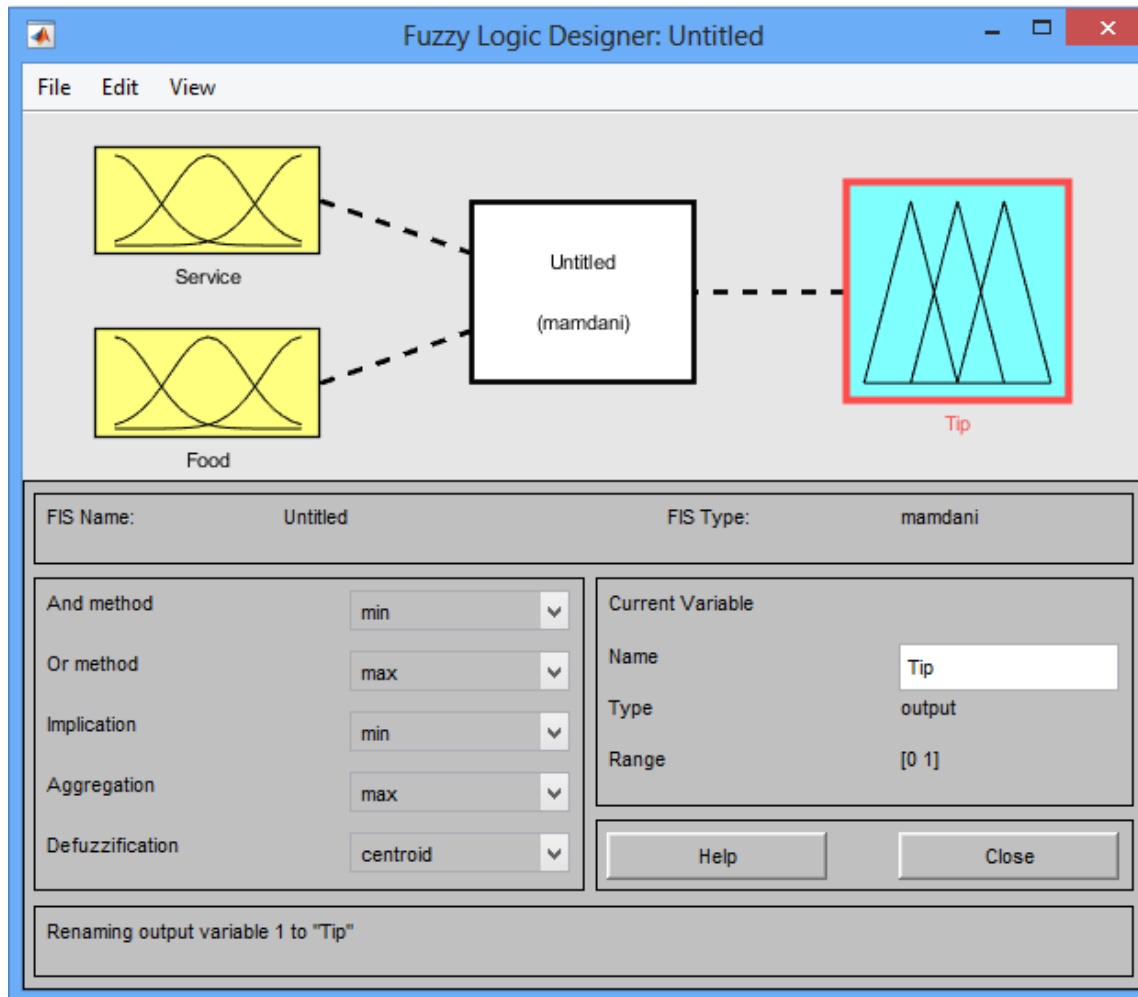 Fuzzy Logic Designer: Untitled
File Edit View
Service
Food
Untitled
(mamdani)
Tip
FIS Name: Untitled FIS Type: mamdani
And method min
Or method max
Implication min
Aggregation max
Defuzzification centroid
Current Variable
Name Tip
Type output
Range [0 1]
Help Close
Renaming output variable 1 to "Tip"